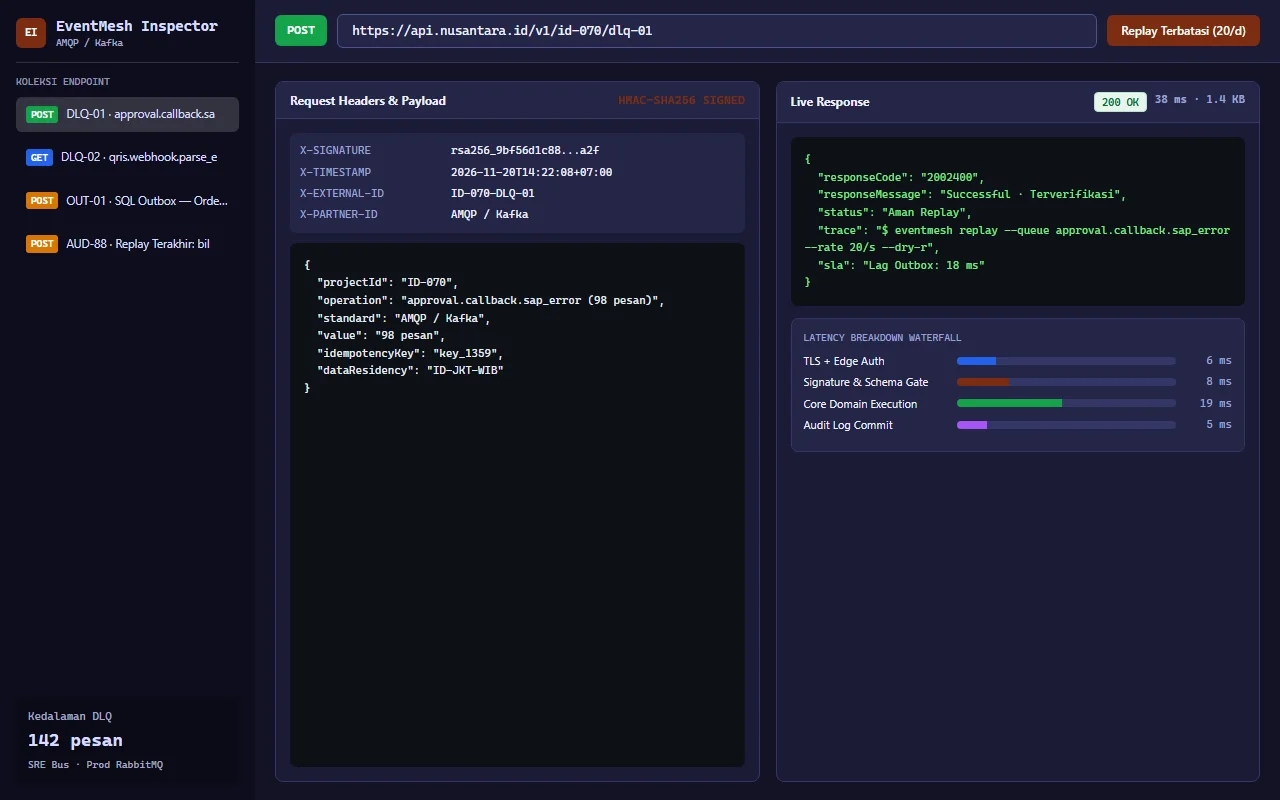 EI
EventMesh Inspector
AMQP / Kafka
KOLEKSI ENDPOINT
POST DLQ-01 · approval.callback.sa
GET DLQ-02 · qris.webhook.parse_e
POST OUT-01 · SQL Outbox — Orde...
POST AUD-88 · Replay Terakhir: bil
Kedalaman DLQ
142 pesan
SRE Bus · Prod RabbitMQ
POST
https://api.nusantara.id/v1/id-070/dlq-01
Replay Terbatasi (20/d)
Request Headers & Payload
HMAC-SHA256 SIGNED
X-SIGNATURE rsa256_9bf56d1c88...a2f
X-TIMESTAMP 2026-11-20T14:22:08+07:00
X-EXTERNAL-ID ID-070-DLQ-01
X-PARTNER-ID AMQP / Kafka
{
"projectId": "ID-070",
"operation": "approval.callback.sap_error (98 pesan)",
"standard": "AMQP / Kafka",
"value": "98 pesan",
"idempotencyKey": "key_1359",
"dataResidency": "ID-JKT-WIB"
}
Live Response
200 OK
38 ms · 1.4 KB
{
"responseCode": "2002400",
"responseMessage": "Successful · Terverifikasi",
"status": "Aman Replay",
"trace": "$ eventmesh replay --queue approval.callback.sap_error
--rate 20/s --dry-r",
"sla": "Lag Outbox: 18 ms"
}
LATENCY BREAKDOWN WATERFALL
TLS + Edge Auth 6 ms
Signature & Schema Gate 8 ms
Core Domain Execution 19 ms
Audit Log Commit 5 ms